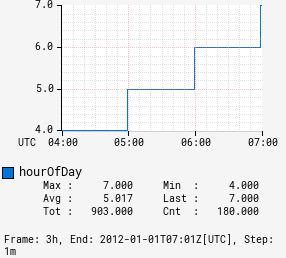 7.0
6.0
5.0
4.0
UTC 04:00 05:00 06:00 07:00
hourOfDay
Max : 7.000 Min : 4.000
Avg : 5.017 Last : 7.000
Tot : 903.000 Cnt : 180.000
Frame: 3h, End: 2012-01-01T07:01Z[UTC], Step:
1m